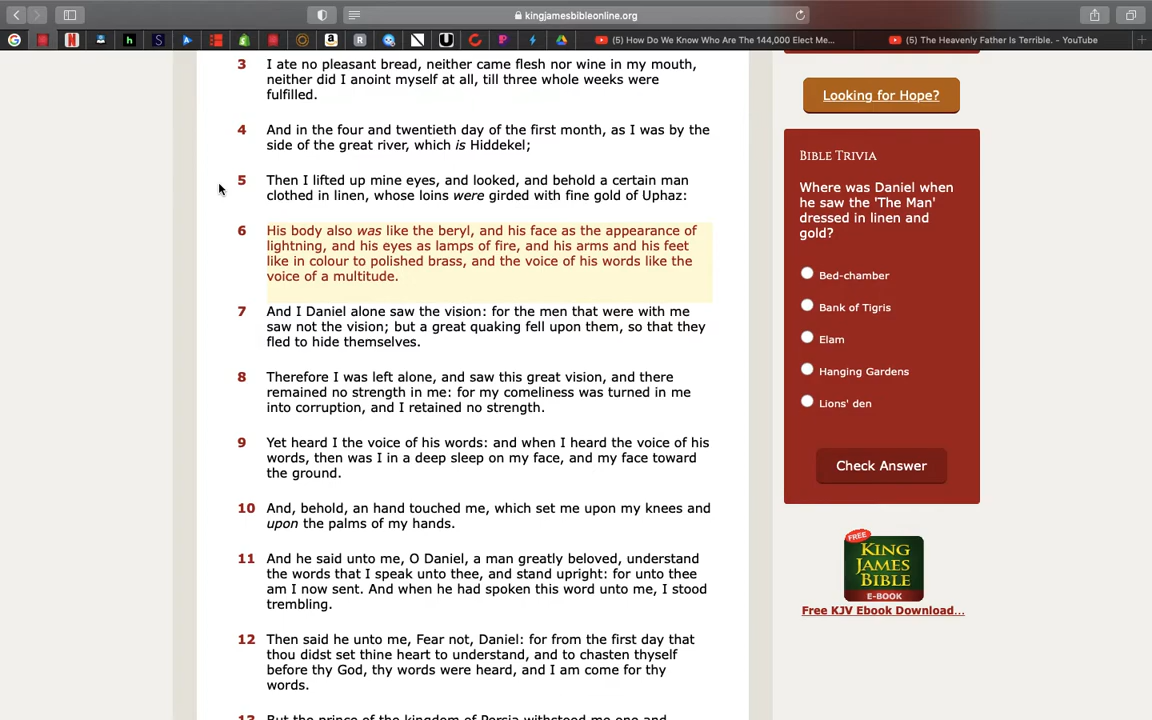 kingjamesbibleonline.org
(5) How Do We Know Who Are The 144,000 Elect Me...
(5) The Heavenly Father Is Terrible. - YouTube
3 I ate no pleasant bread, neither came flesh nor wine in my mouth,
neither did I anoint myself at all, till three whole weeks were
fulfilled.
4 And in the four and twentieth day of the first month, as I was by the
side of the great river, which is Hiddekel;
5 Then I lifted up mine eyes, and looked, and behold a certain man
clothed in linen, whose loins were girded with fine gold of Uphaz:
6 His body also was like the beryl, and his face as the appearance of
lightning, and his eyes as lamps of fire, and his arms and his feet
like in colour to polished brass, and the voice of his words like the
voice of a multitude.
7 And I Daniel alone saw the vision: for the men that were with me
saw not the vision; but a great quaking fell upon them, so that they
fled to hide themselves.
8 Therefore I was left alone, and saw this great vision, and there
remained no strength in me: for my comeliness was turned in me
into corruption, and I retained no strength.
9 Yet heard I the voice of his words: and when I heard the voice of his
words, then was I in a deep sleep on my face, and my face toward
the ground.
10 And, behold, an hand touched me, which set me upon my knees and
upon the palms of my hands.
11 And he said unto me, O Daniel, a man greatly beloved, understand
the words that I speak unto thee, and stand upright: for unto thee
am I now sent. And when he had spoken this word unto me, I stood
trembling.
12 Then said he unto me, Fear not, Daniel: for from the first day that
thou didst set thine heart to understand, and to chasten thyself
before thy God, thy words were heard, and I am come for thy
words.
13 But the prince of the kingdom of Persia withstood me one and
Looking for Hope?
BIBLE TRIVIA
Where was Daniel when
he saw the 'The Man'
dressed in linen and
gold?
Bed-chamber
Bank of Tigris
Elam
Hanging Gardens
Lions' den
Check Answer
FREE
KING
JAMES
BIBLE
E-BOOK
Free KJV Ebook Download...